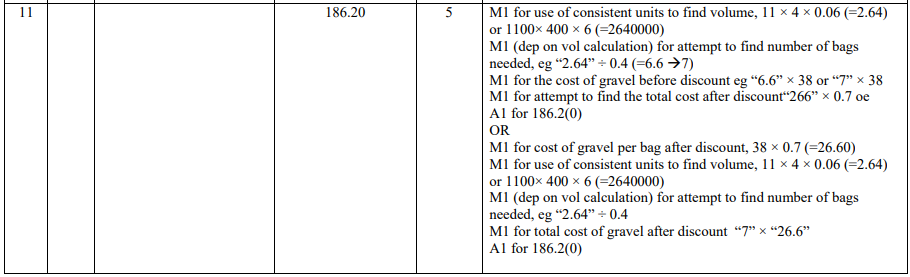 11 186.20 5 M1 for use of consistent units to find volume, 11 × 4 × 0.06 (=2.64)
or 1100× 400 × 6 (=2640000)
M1 (dep on vol calculation) for attempt to find number of bags
needed, eg “2.64” ÷ 0.4 (=6.6 →7)
M1 for the cost of gravel before discount eg “6.6” × 38 or “7” × 38
M1 for attempt to find the total cost after discount“266” × 0.7 oe
A1 for 186.2(0)
OR
M1 for cost of gravel per bag after discount, 38 × 0.7 (=26.60)
M1 for use of consistent units to find volume, 11 × 4 × 0.06 (=2.64)
or 1100× 400 × 6 (=2640000)
M1 (dep on vol calculation) for attempt to find number of bags
needed, eg “2.64” ÷ 0.4
M1 for total cost of gravel after discount “7” × “26.6”
A1 for 186.2(0)